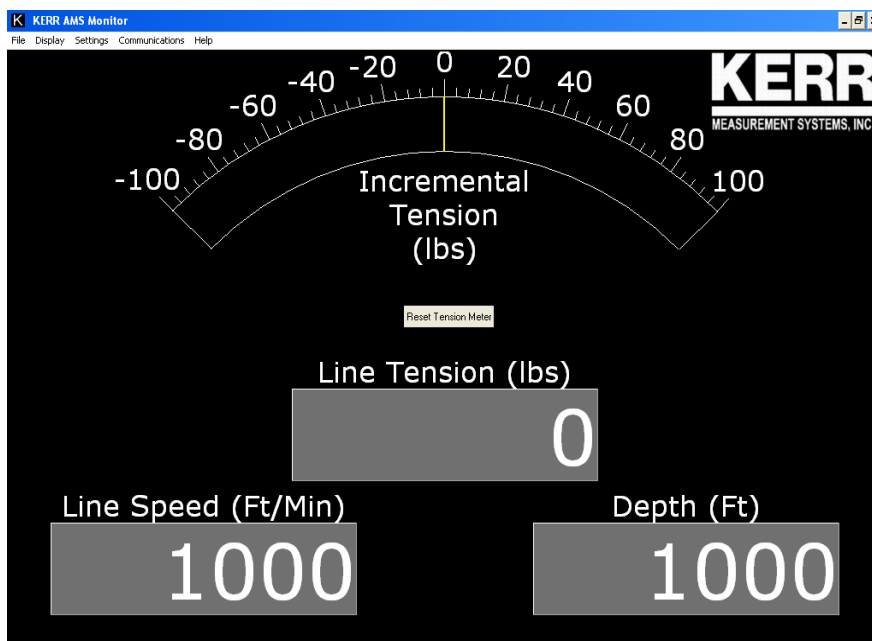 K KERR AMS Monitor
File Display Settings Communications Help
-100 -80 -60 -40 -20 0 20 40 60 80 100
KERR
MEASUREMENT SYSTEMS, INC
Incremental
Tension
(lbs)
Reset Tension Meter
Line Tension (lbs)
0
Line Speed (Ft/Min)
1000
Depth (Ft)
1000